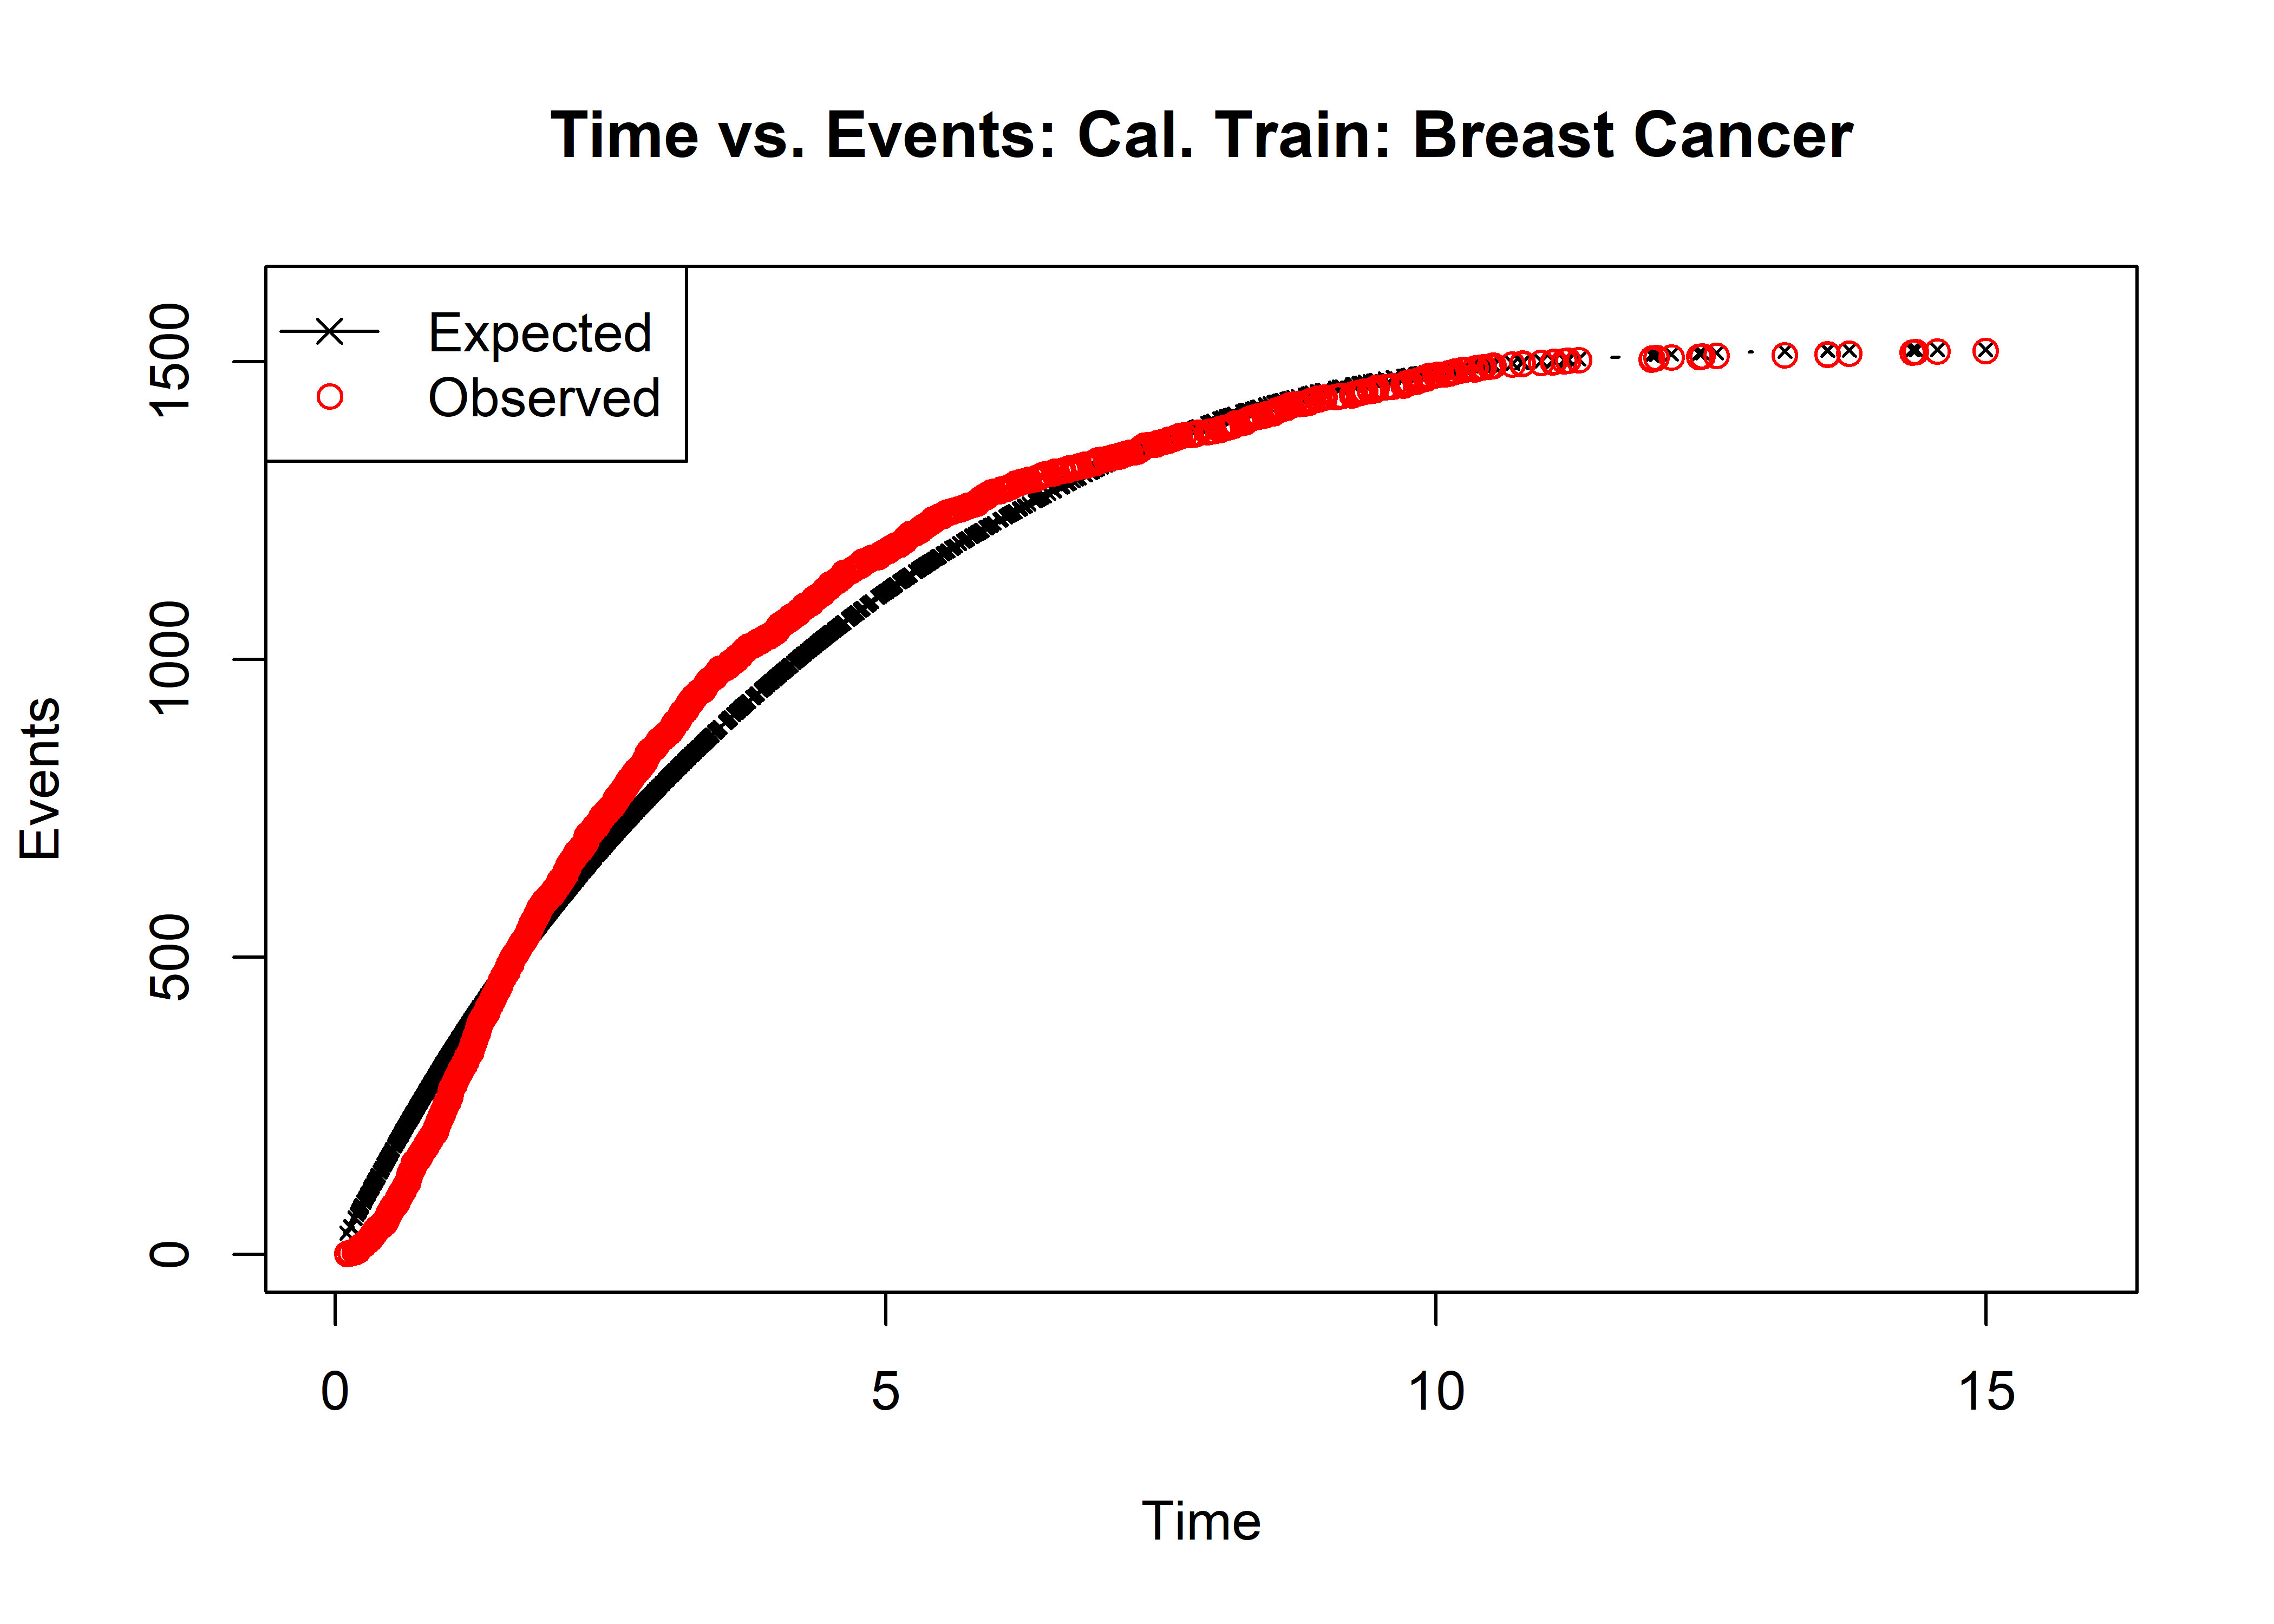 Time vs. Events: Cal. Train: Breast Cancer
Expected
Observed
Events
1500
1000
500
0
0 5 10 15
Time